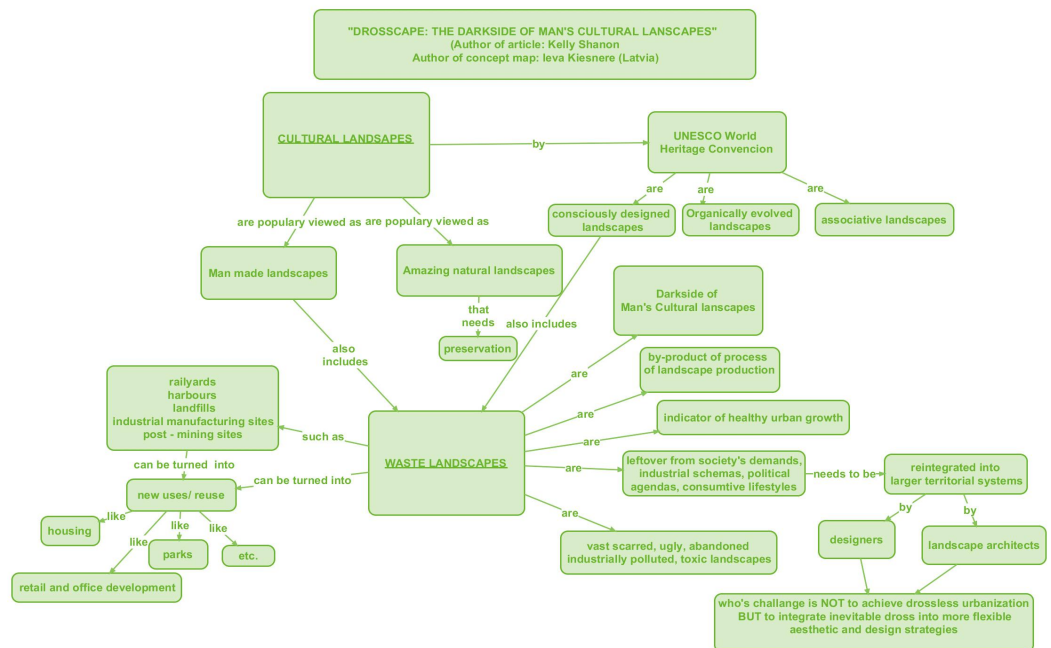 "DROSSCAPE: THE DARKSIDE OF MAN'S CULTURAL LANSCAPES"
(Author of article: Kelly Shanon
Author of concept map: Ieva Kiesnere (Latvia)
CULTURAL LANDSAPES
by
UNESCO World
Heritage Convencion
are
are
are
consciously designed
landscapes
Organically evolved
landscapes
associative landscapes
are populary viewed as
are populary viewed as
Man made landscapes
Amazing natural landscapes
that
needs
preservation
also includes
also
includes
Darkside of
Man's Cultural lanscapes
by-product of process
of landscape production
indicator of healthy urban growth
are
are
are
are
are
WASTE LANDSCAPES
such as
railyards
harbours
landfills
industrial manufacturing sites
post - mining sites
can be turned into
can be turned into
new uses/ reuse
like
like
like
like
housing
parks
etc.
retail and office development
leftover from society's demands,
industrial schemas, political
agendas, consumtive lifestyles
needs to be
reintegrated into
larger territorial systems
by
by
designers
landscape architects
vast scarred, ugly, abandoned
industrially polluted, toxic landscapes
who's challange is NOT to achieve drossless urbanization
BUT to integrate inevitable dross into more flexible
aesthetic and design strategies